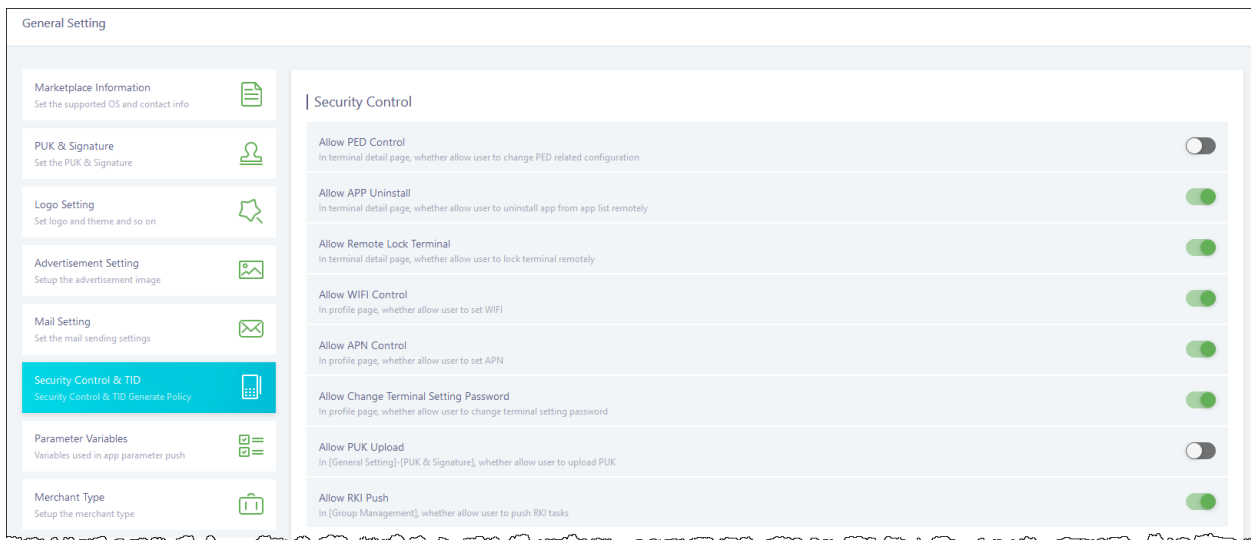 General Setting
Marketplace Information
Set the supported OS and contact info
PUK & Signature
Set the PUK & Signature
Logo Setting
Set logo and theme and so on
Advertisement Setting
Setup the advertisement image
Mail Setting
Set the mail sending settings
Security Control & TID
Security Control & TID Generate Policy
Parameter Variables
Variables used in app parameter push
Merchant Type
Setup the merchant type
Security Control
Allow PED Control
In terminal detail page, whether allow user to change PED related configuration
Allow APP Uninstall
In terminal detail page, whether allow user to uninstall app from app list remotely
Allow Remote Lock Terminal
In terminal detail page, whether allow user to lock terminal remotely
Allow WIFI Control
In profile page, whether allow user to set WIFI
Allow APN Control
In profile page, whether allow user to set APN
Allow Change Terminal Setting Password
In profile page, whether allow user to change terminal setting password
Allow PUK Upload
In [General Setting]-[PUK & Signature], whether allow user to upload PUK
Allow RKI Push
In [Group Management], whether allow user to push RKI tasks